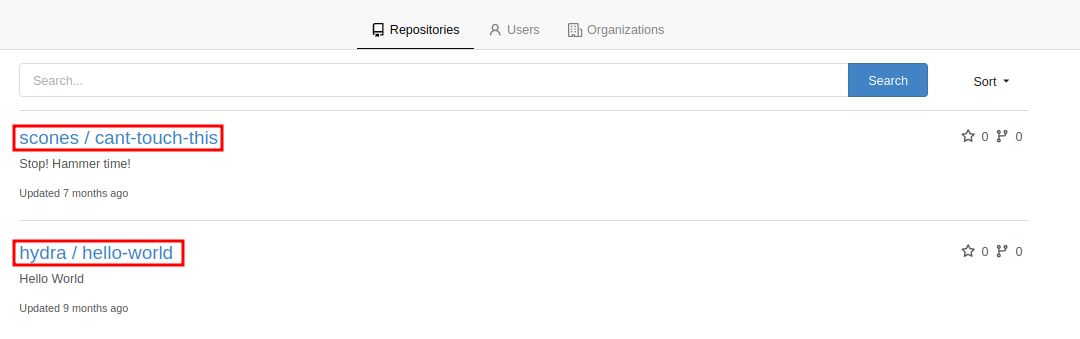 Repositories Users Organizations
Search... Search Sort
scones / cant-touch-this 0 0
Stop! Hammer time!
Updated 7 months ago
hydra / hello-world 0 0
Hello World
Updated 9 months ago